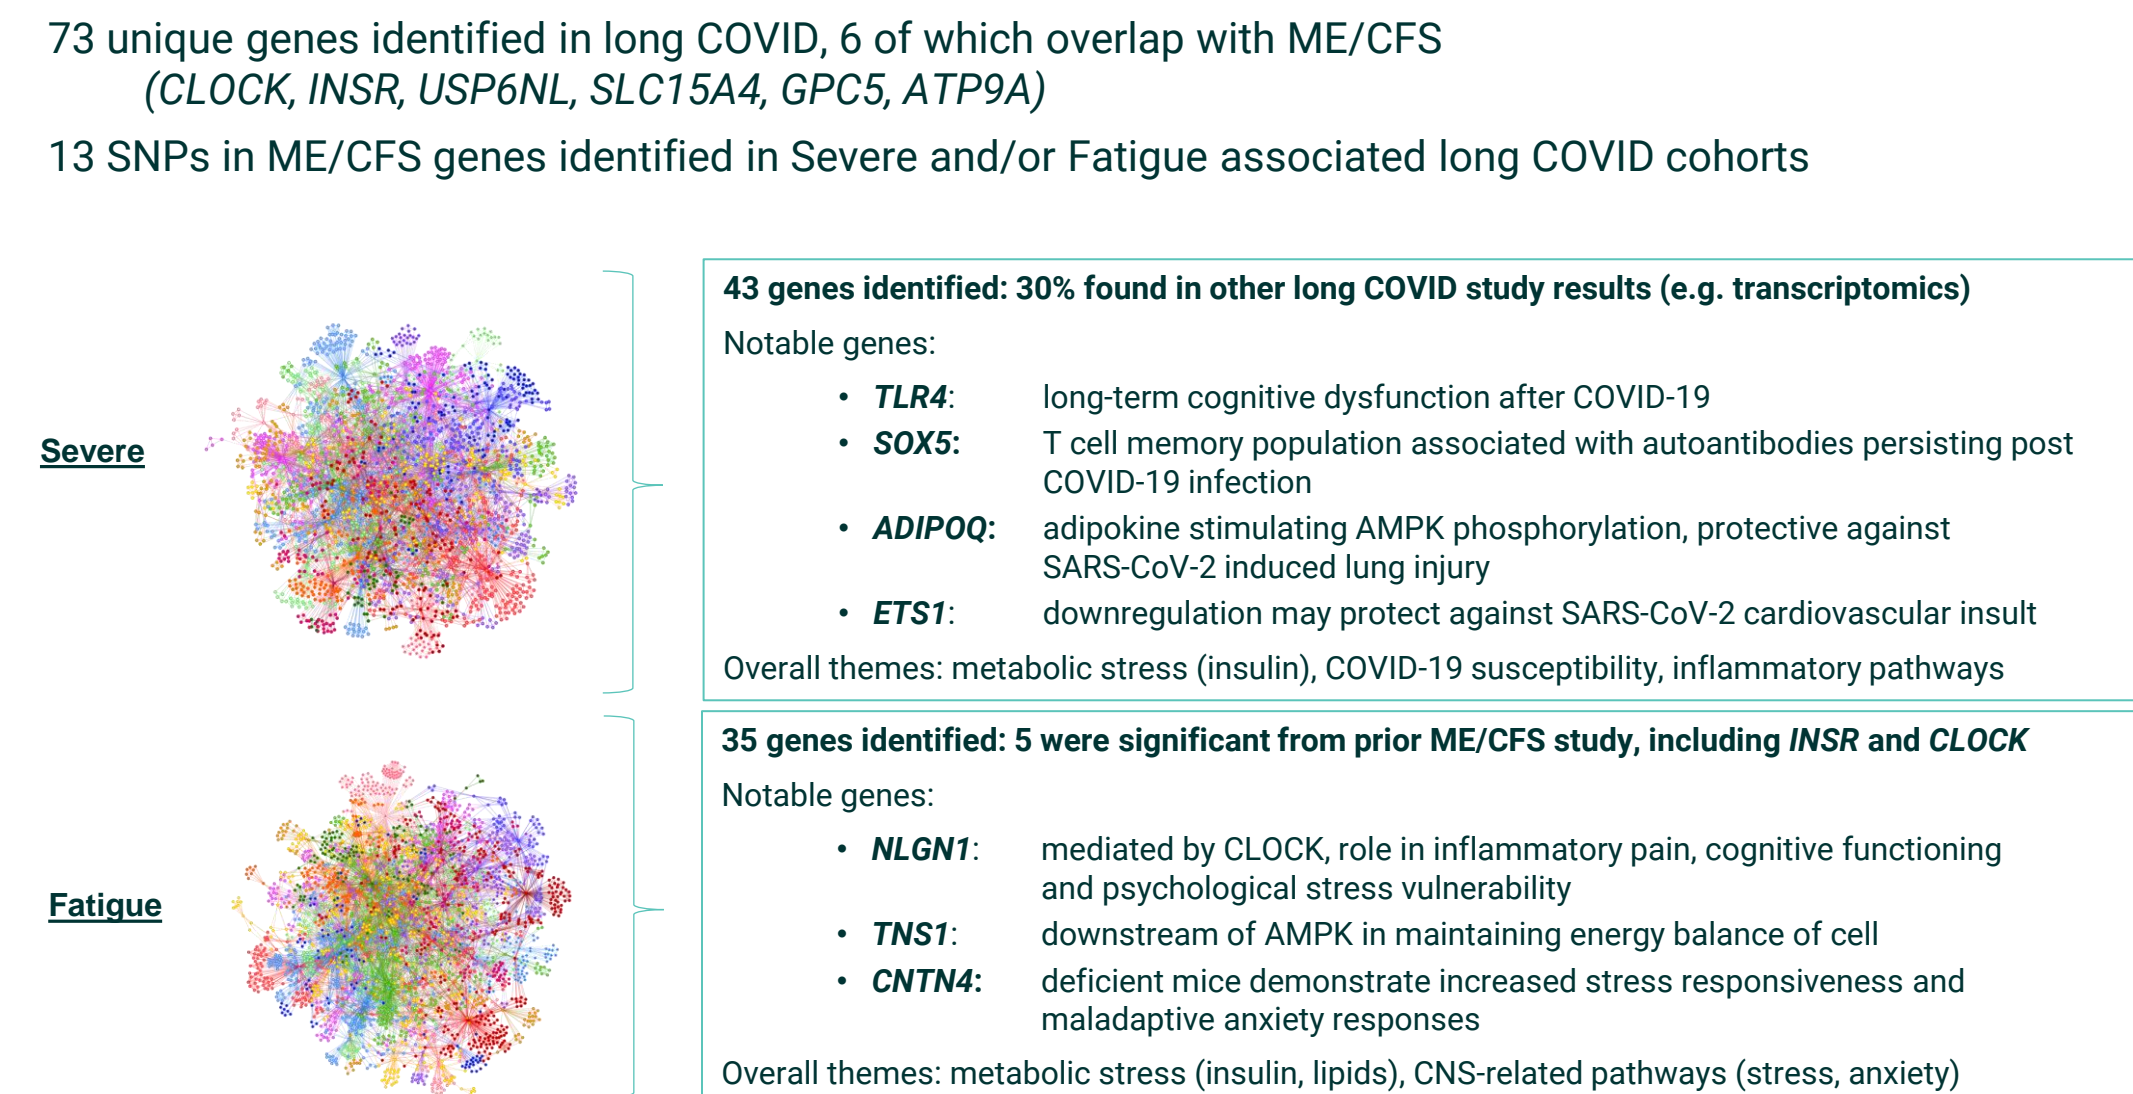 73 unique genes identified in long COVID, 6 of which overlap with ME/CFS
(CLOCK, INSR, USP6NL, SLC15A4, GPC5, ATP9A)
13 SNPs in ME/CFS genes identified in Severe and/or Fatigue associated long COVID cohorts
Severe
43 genes identified: 30% found in other long COVID study results (e.g. transcriptomics)
Notable genes:
• TLR4: long-term cognitive dysfunction after COVID-19
• SOX5: T cell memory population associated with autoantibodies persisting post
COVID-19 infection
• ADIPOQ: adipokine stimulating AMPK phosphorylation, protective against
SARS-CoV-2 induced lung injury
• ETS1: downregulation may protect against SARS-CoV-2 cardiovascular insult
Overall themes: metabolic stress (insulin), COVID-19 susceptibility, inflammatory pathways
Fatigue
35 genes identified: 5 were significant from prior ME/CFS study, including INSR and CLOCK
Notable genes:
• NLGN1: mediated by CLOCK, role in inflammatory pain, cognitive functioning
and psychological stress vulnerability
• TNS1: downstream of AMPK in maintaining energy balance of cell
• CNTN4: deficient mice demonstrate increased stress responsiveness and
maladaptive anxiety responses
Overall themes: metabolic stress (insulin, lipids), CNS-related pathways (stress, anxiety)